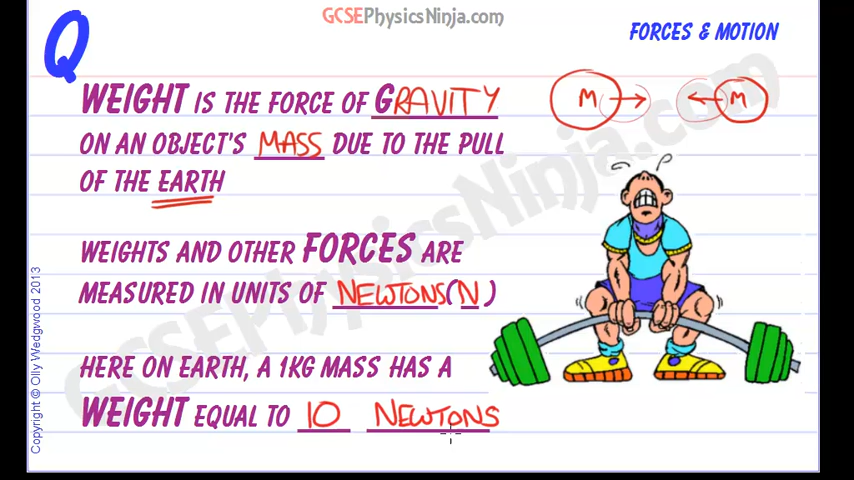 GCSEPhysicsNinja.com
FORCES & MOTION
Q
WEIGHT IS THE FORCE OF GRAVITY
ON AN OBJECT'S MASS DUE TO THE PULL
OF THE EARTH
M M
WEIGHTS AND OTHER FORCES ARE
MEASURED IN UNITS OF NEWTONS (N)
HERE ON EARTH, A 1KG MASS HAS A
WEIGHT EQUAL TO 10 NEWTONS
Copyright © Olly Wedgwood 2013
GCSEPhysicsNinja.com